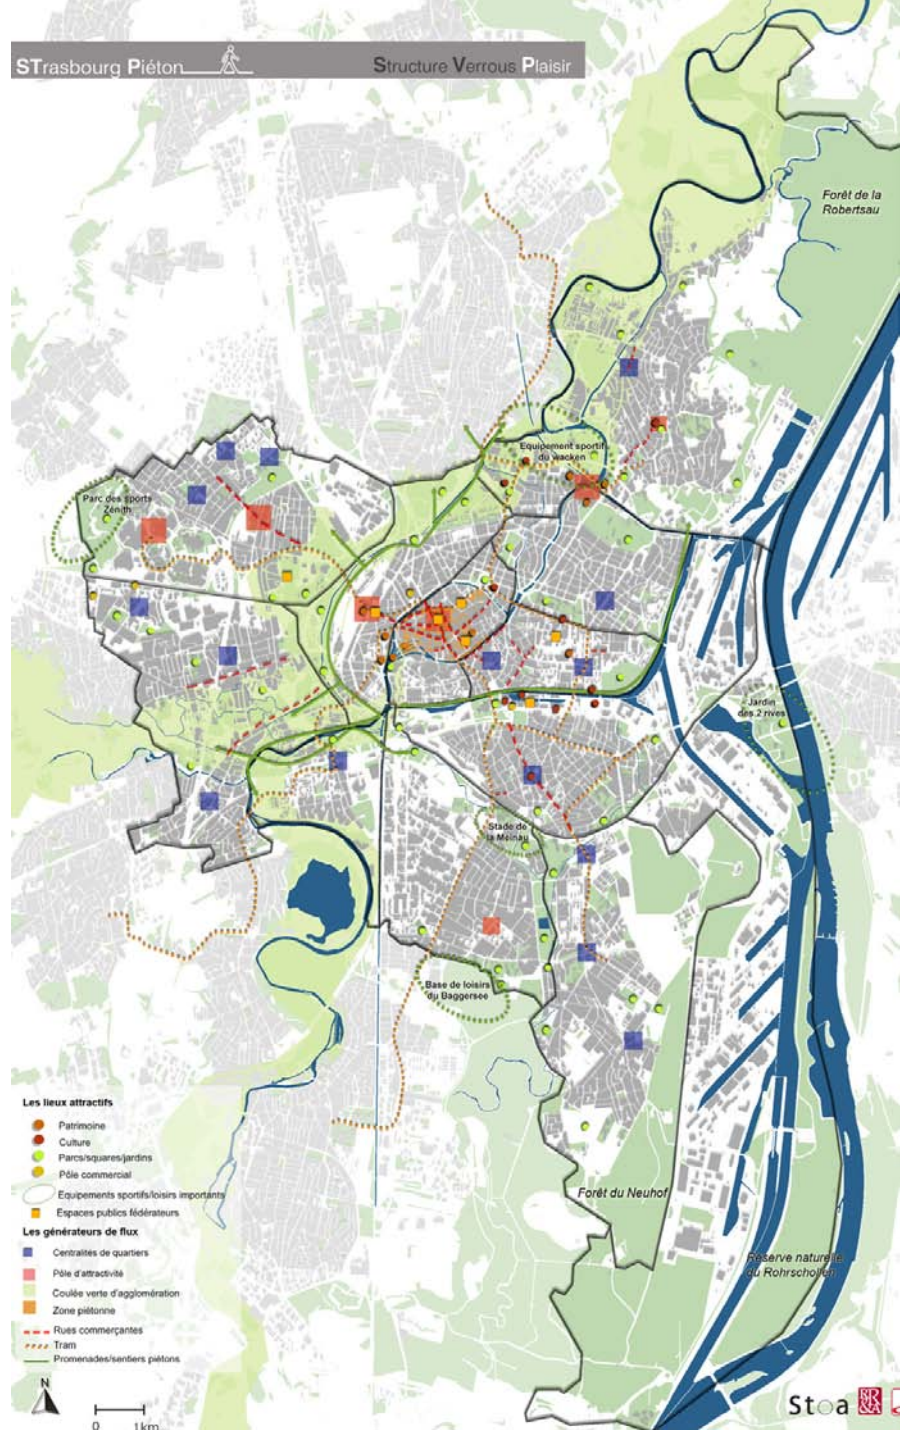 STrasbourg Piéton
Structure Verrous Plaisir
Forêt de la
Robertsau
Equipement sportif
du wacken
Parc des sports
Zénith
Jardin
des 2 rives
Stade de
la Meinau
Base de loisirs
du Baggersee
Forêt du Neuhof
Réserve naturelle
du Rohrschollen
Les lieux attractifs
Patrimoine
Culture
Parcs/squares/jardins
Pôle commercial
Equipements sportifs/loisirs importants
Espaces publics fédérateurs
Les générateurs de flux
Centralités de quartiers
Pôle d'attractivité
Coulée verte d'agglomération
Zone piétonne
Rues commerçantes
Tram
Promenades/sentiers piétons
N
0 1km
Stoa